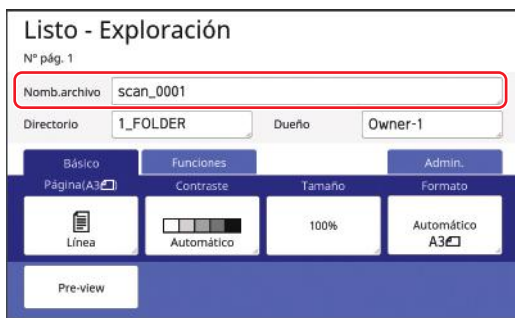 Listo - Exploración
Nº pág. 1
Nomb.archivo scan_0001
Directorio 1_FOLDER Dueño Owner-1
Básico Funciones Admin.
Página(A3) Contraste Tamaño Formato
Línea Automático 100% Automático
A3
Pre-view